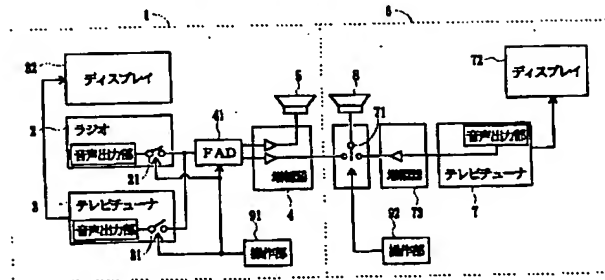 1
6
32
ディスプレイ
5
8
72
ディスプレイ
41
71
2
ラジオ
音声出力部
21
FAD
増幅器
4
増幅器
73
音声出力部
テレビチューナ
7
3
テレビチューナ
音声出力部
31
91
操作部
92
操作部